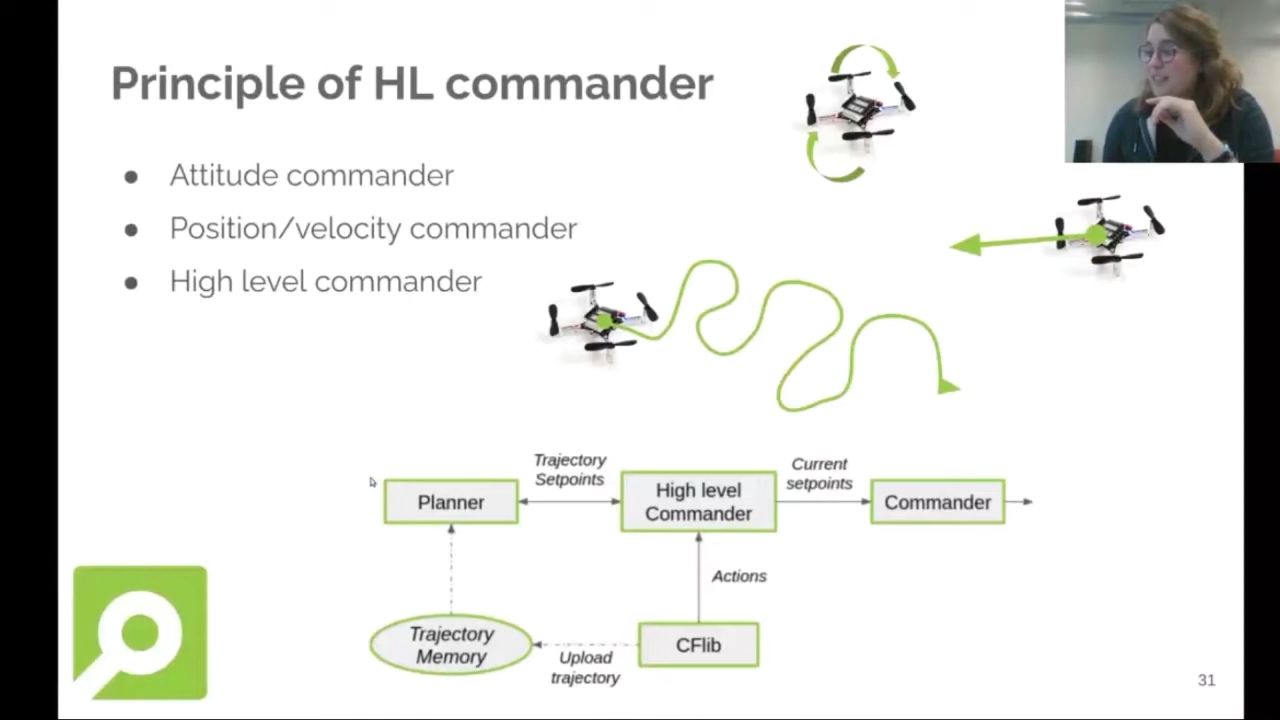 Principle of HL commander
● Attitude commander
● Position/velocity commander
● High level commander
Trajectory
Setpoints
Current
setpoints
Planner
High level
Commander
Commander
Actions
Trajectory
Memory
Upload
trajectory
CFlib
31